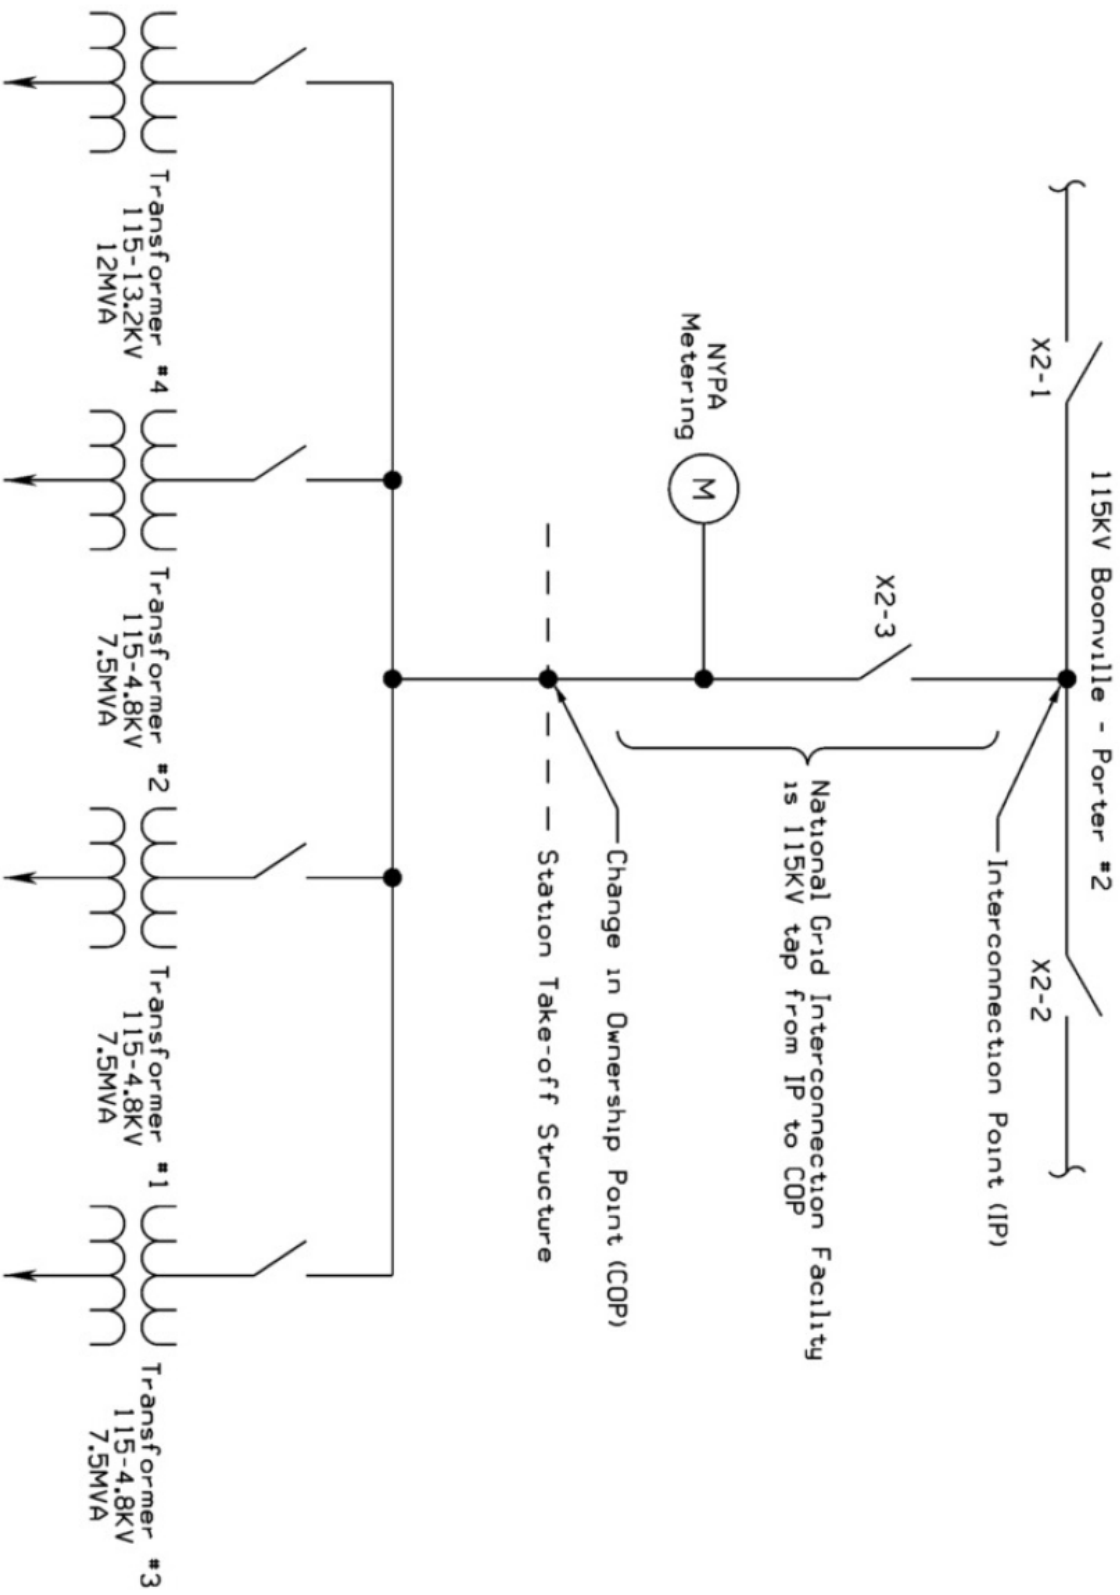 115KV Boonville - Porter #2
X2-1
X2-2
Interconnection Point (IP)
X2-3
National Grid Interconnection Facility
is 115KV tap from IP to COP
NYPA
Metering
M
Change in Ownership Point (COP)
Station Take-off Structure
Transformer #4
115-13.2KV
12MVA
Transformer #2
115-4.8KV
7.5MVA
Transformer #1
115-4.8KV
7.5MVA
Transformer #3
115-4.8KV
7.5MVA